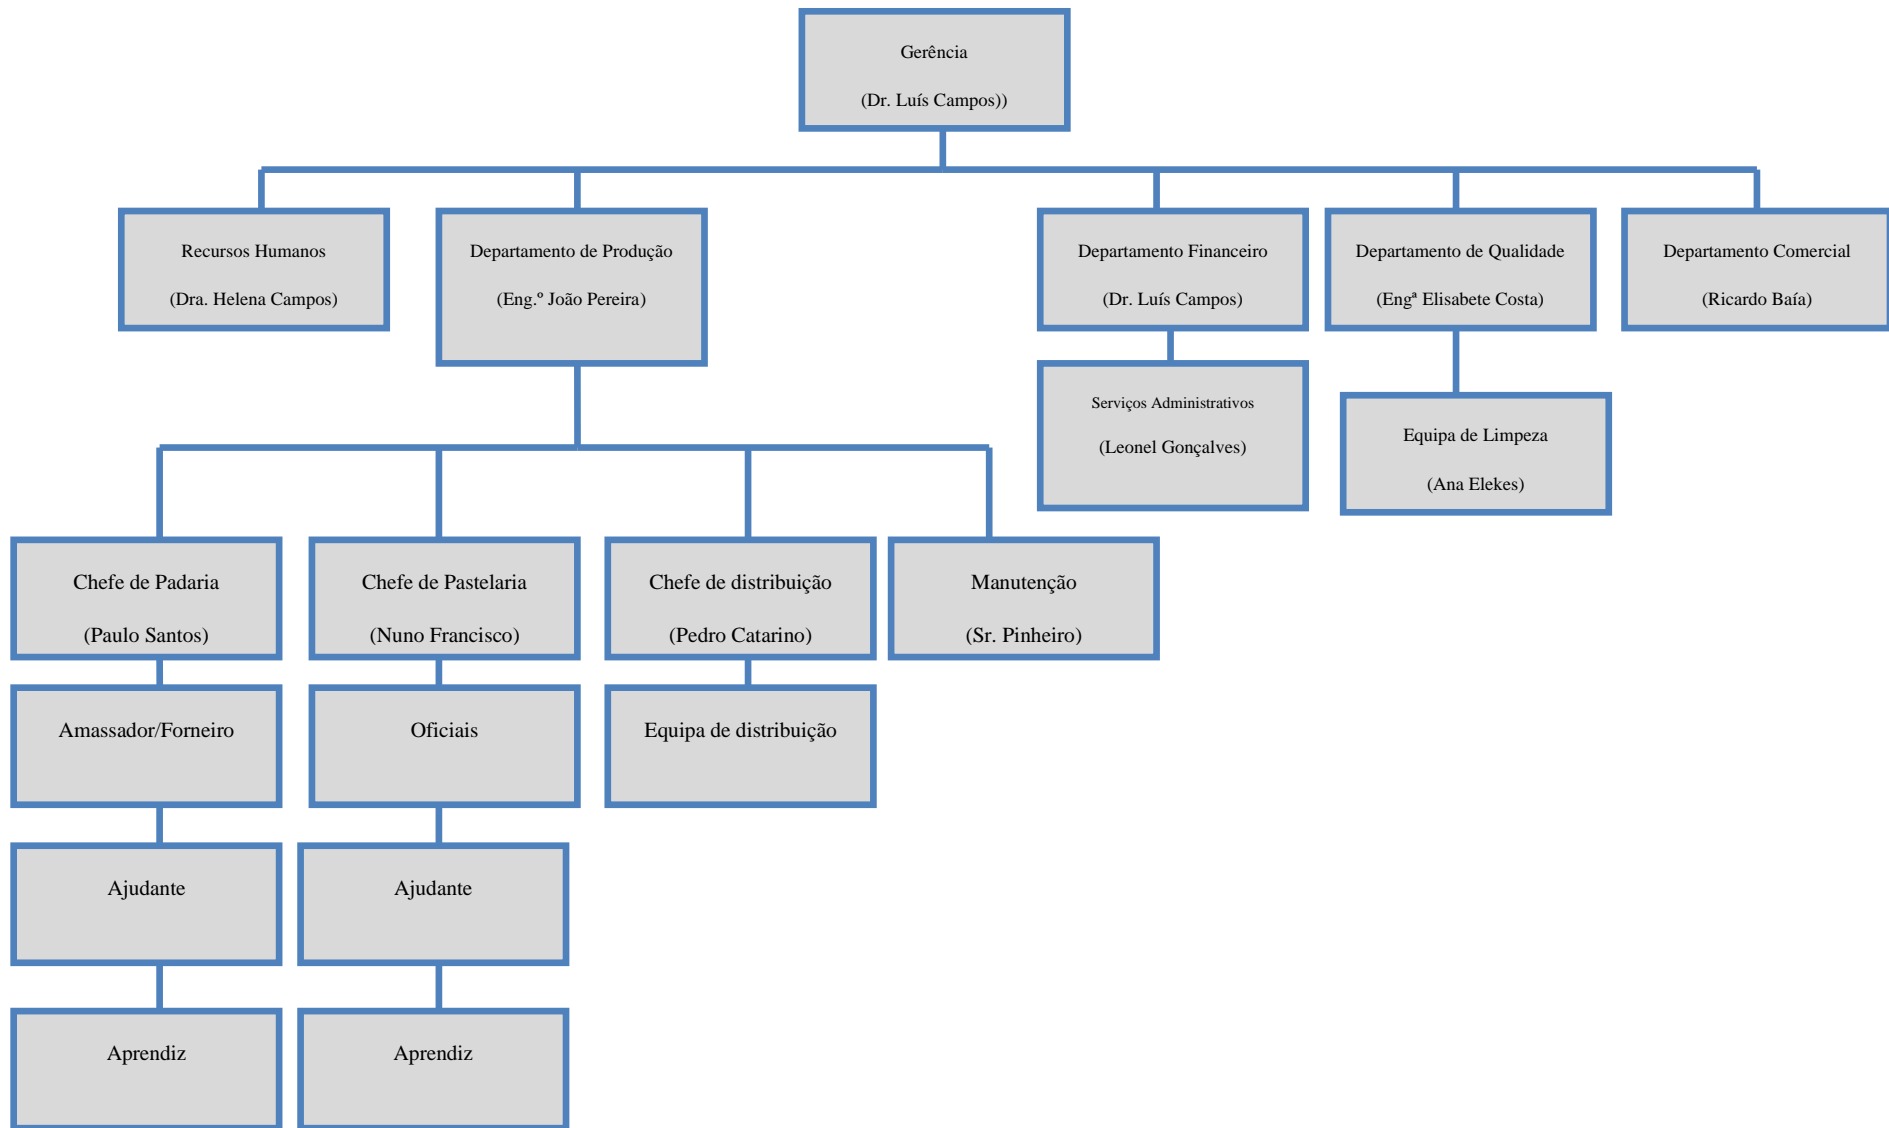 Gerência
(Dr. Luís Campos))
Recursos Humanos
(Dra. Helena Campos)
Departamento de Produção
(Eng.º João Pereira)
Departamento Financeiro
(Dr. Luís Campos)
Departamento de Qualidade
(Engª Elisabete Costa)
Departamento Comercial
(Ricardo Baía)
Serviços Administrativos
(Leonel Gonçalves)
Equipa de Limpeza
(Ana Elekes)
Chefe de Padaria
(Paulo Santos)
Chefe de Pastelaria
(Nuno Francisco)
Chefe de distribuição
(Pedro Catarino)
Manutenção
(Sr. Pinheiro)
Amassador/Forneiro
Oficiais
Equipa de distribuição
Ajudante
Ajudante
Aprendiz
Aprendiz